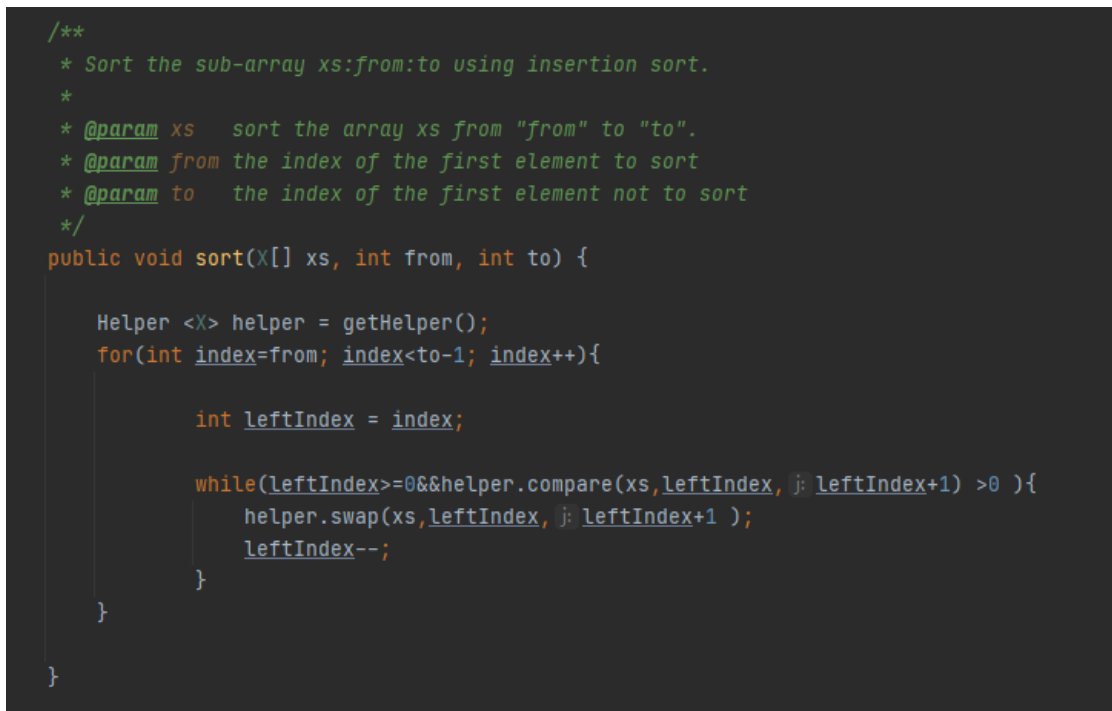 /**
 * Sort the sub-array xs:from:to using insertion sort.
 *
 * @param xs   sort the array xs from "from" to "to".
 * @param from the index of the first element to sort
 * @param to   the index of the first element not to sort
 */
public void sort(X[] xs, int from, int to) {
    Helper <X> helper = getHelper();
    for(int index=from; index<to-1; index++){
            int leftIndex = index;
            while(leftIndex>=0&&helper.compare(xs,leftIndex, j: leftIndex+1) >0 ){
                helper.swap(xs,leftIndex, j: leftIndex+1 );
                leftIndex--;
            }
    }
}